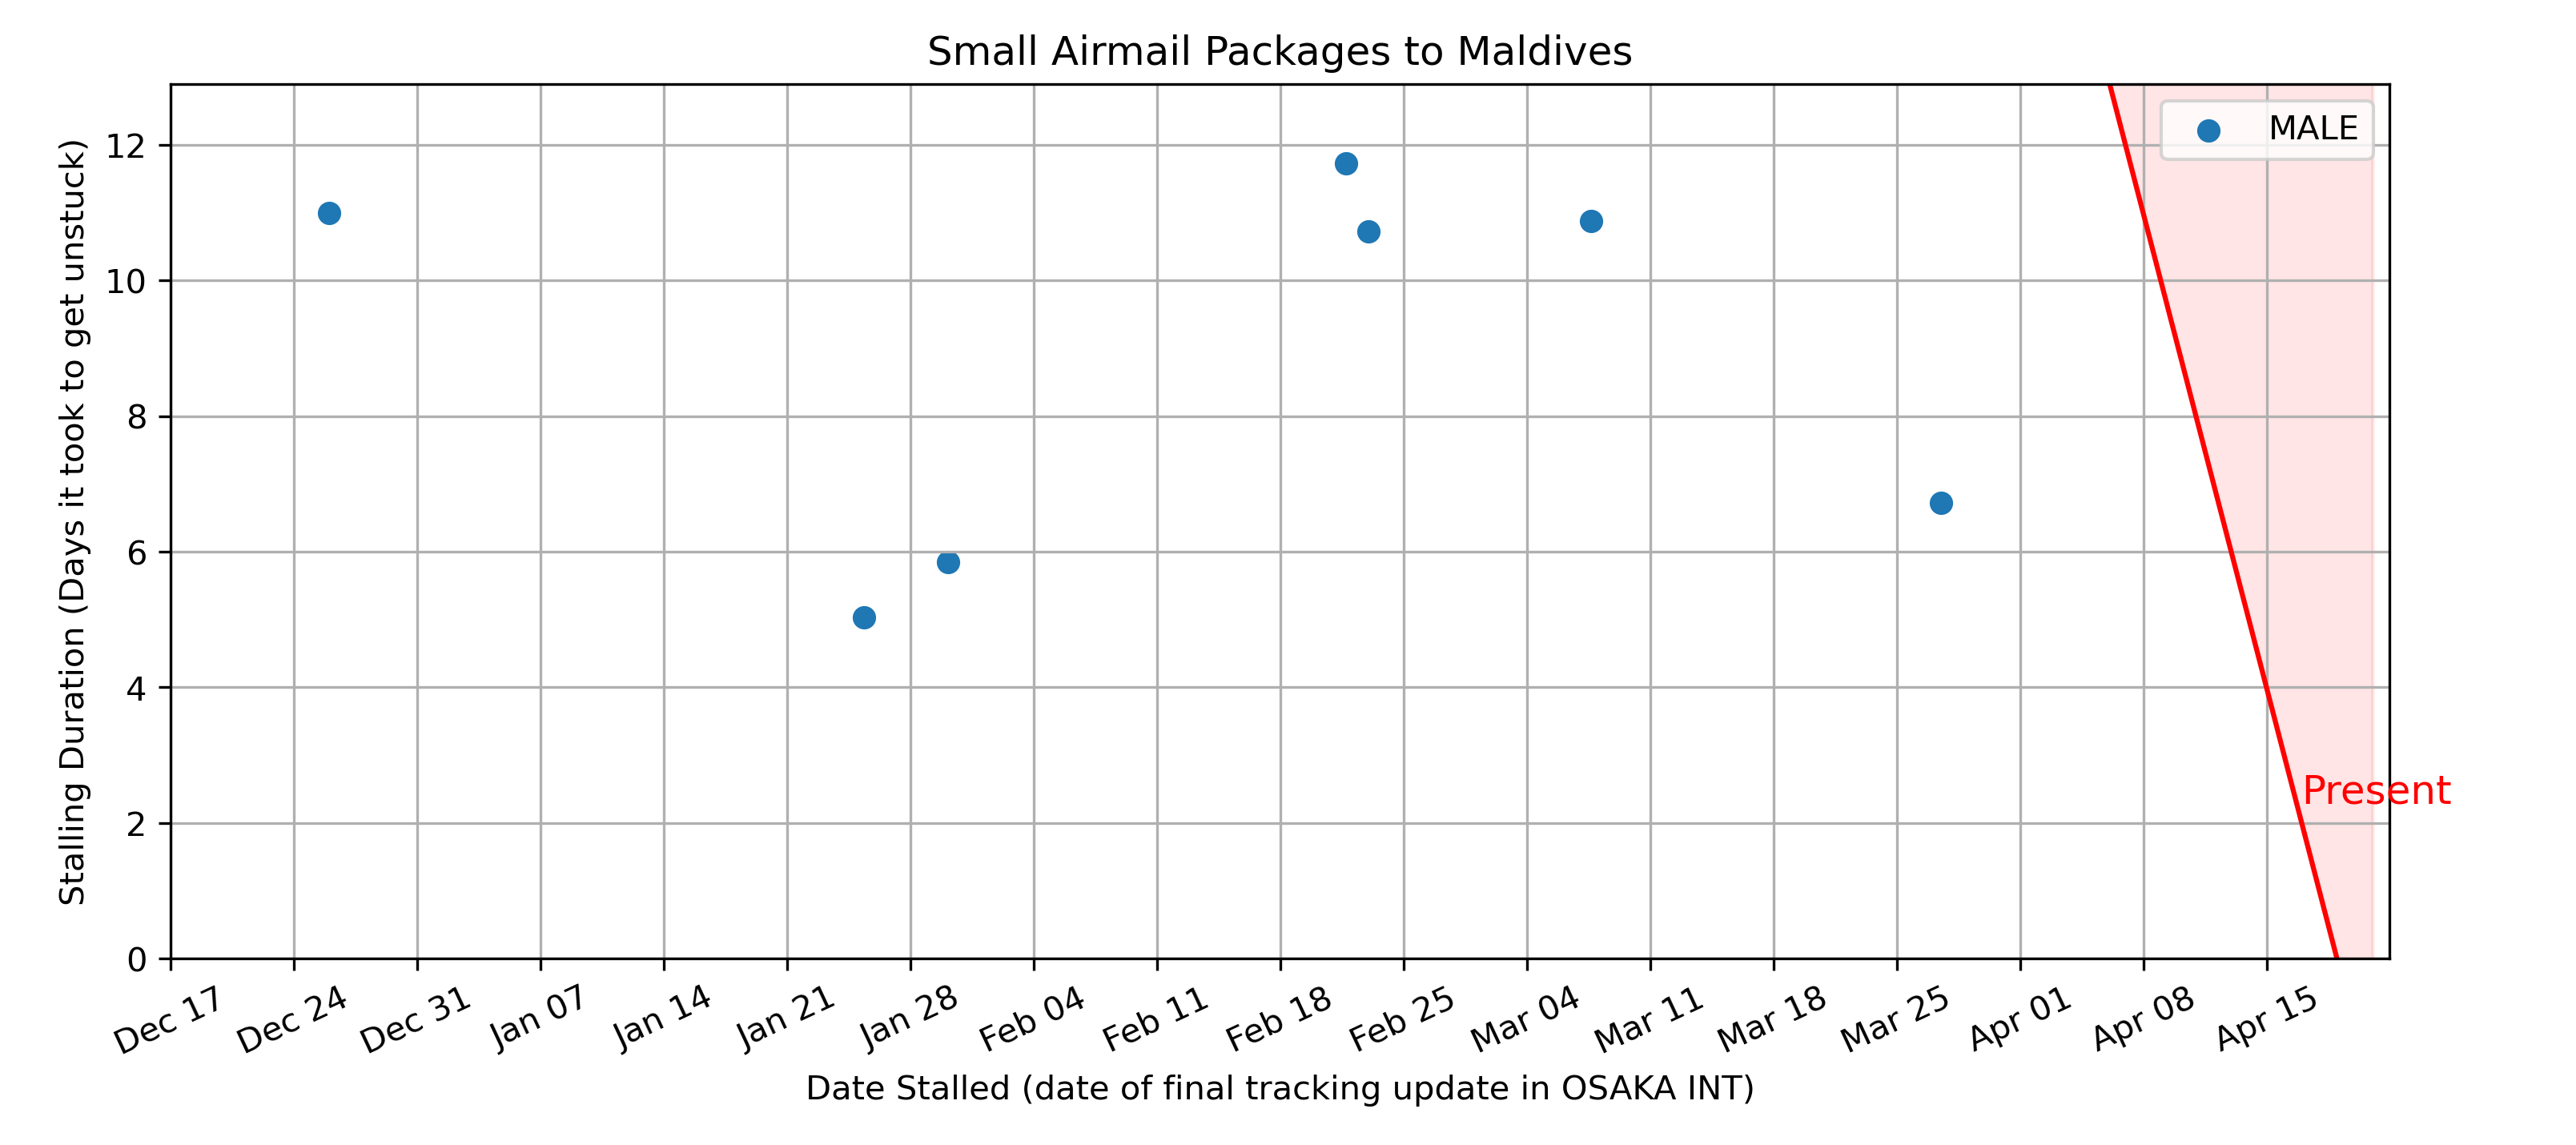 Small Airmail Packages to Maldives
MALE
Stalling Duration (Days it took to get unstuck)
12
10
8
6
4
2
0
Present
Dec 17 Dec 24 Dec 31 Jan 07 Jan 14 Jan 21 Jan 28 Feb 04 Feb 11 Feb 18 Feb 25 Mar 04 Mar 11 Mar 18 Mar 25 Apr 01 Apr 08 Apr 15
Date Stalled (date of final tracking update in OSAKA INT)